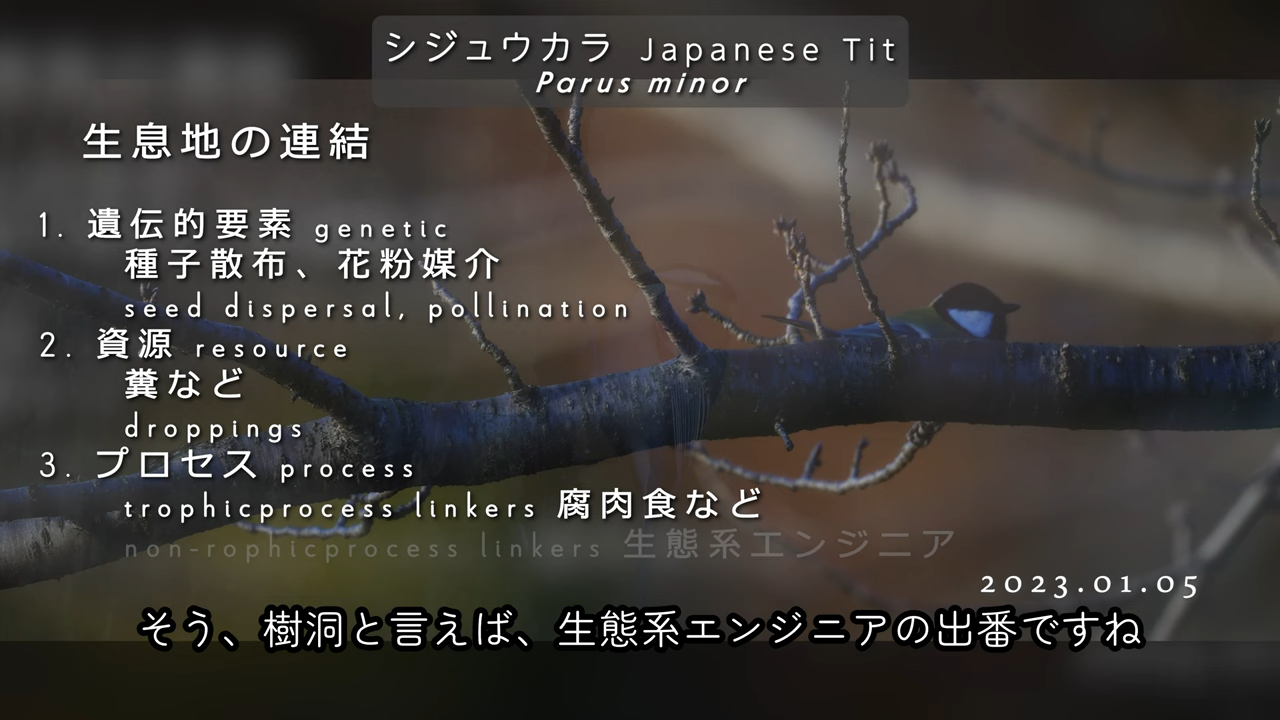 シジュウカラ Japanese Tit
Parus minor
生息地の連結
1. 遺伝的要素 genetic
種子散布、花粉媒介
seed dispersal, pollination
2. 資源 resource
糞など
droppings
3. プロセス process
trophicprocess linkers 腐肉食など
non-rophicprocess linkers 生態系エンジニア
2023.01.05
そう、樹洞と言えば、生態系エンジニアの出番ですね